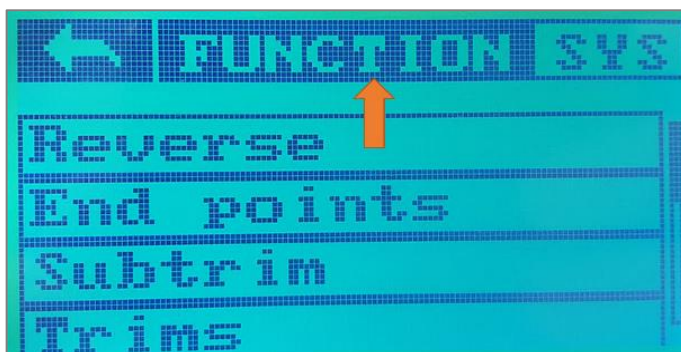 FUNCTION SYS
Reverse
End points
Subtrim
Trims